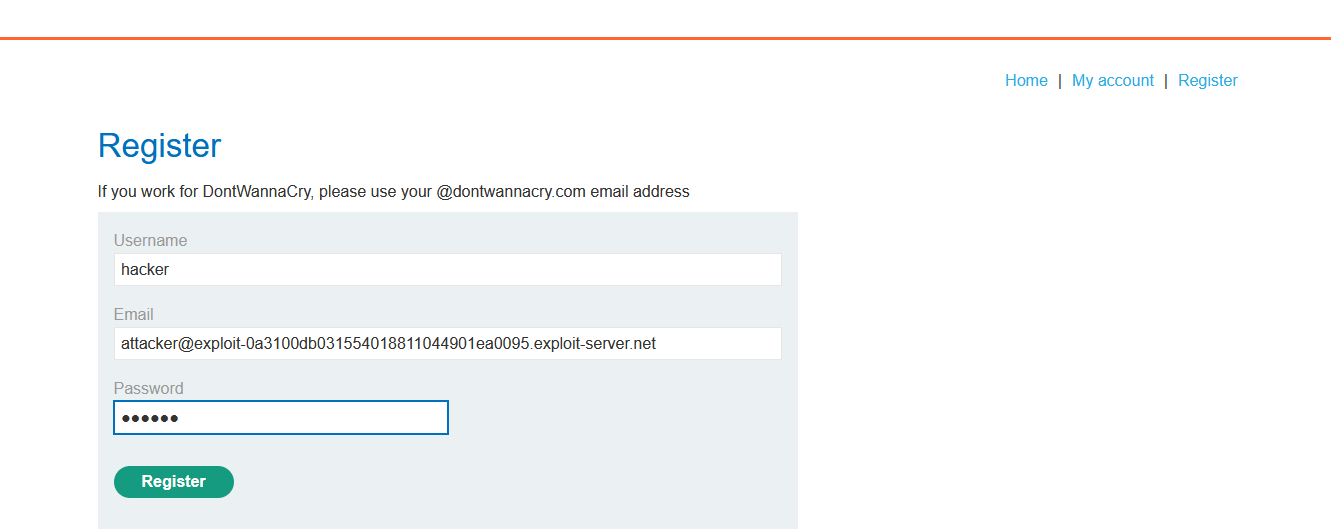 Home | My account | Register
Register
If you work for DontWannaCry, please use your @dontwannacry.com email address
Username
hacker
Email
attacker@exploit-0a3100db031554018811044901ea0095.exploit-server.net
Password
●●●●●●
Register